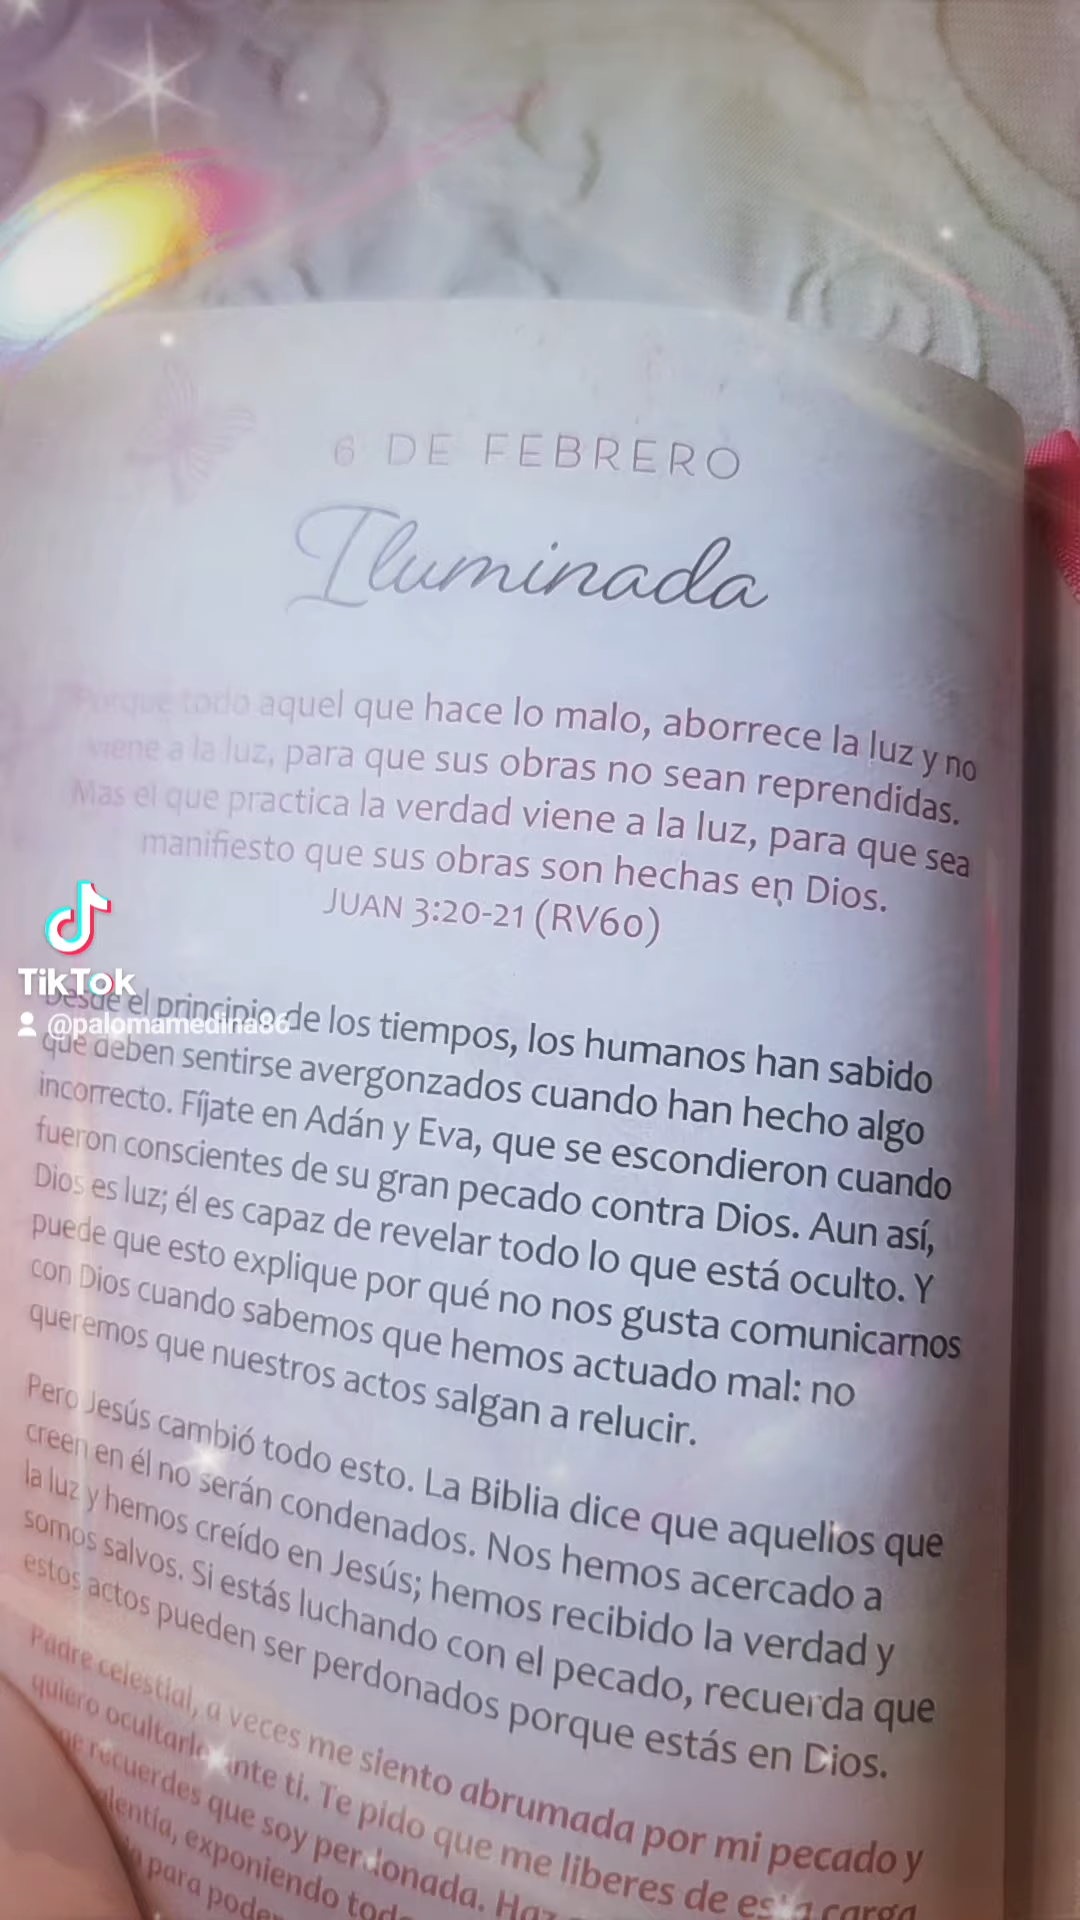 6 DE FEBRERO
Iluminada
Porque todo aquel que hace lo malo, aborrece la luz y no
viene a la luz, para que sus obras no sean reprendidas.
Mas el que practica la verdad viene a la luz, para que sea
manifiesto que sus obras son hechas en Dios.
JUAN 3:20-21 (RV60)
TikTok
@palomamedina86
Desde el principio de los tiempos, los humanos han sabido
que deben sentirse avergonzados cuando han hecho algo
incorrecto. Fíjate en Adán y Eva, que se escondieron cuando
fueron conscientes de su gran pecado contra Dios. Aun así,
Dios es luz; él es capaz de revelar todo lo que está oculto. Y
puede que esto explique por qué no nos gusta comunicarnos
con Dios cuando sabemos que hemos actuado mal: no
queremos que nuestros actos salgan a relucir.
Pero Jesús cambió todo esto. La Biblia dice que aquellos que
creen en él no serán condenados. Nos hemos acercado a
la luz y hemos creído en Jesús; hemos recibido la verdad y
somos salvos. Si estás luchando con el pecado, recuerda que
estos actos pueden ser perdonados porque estás en Dios.
Padre celestial, a veces me siento abrumada por mi pecado y
quiero ocultarlo ante ti. Te pido que me liberes de esta carga
recuerdes que soy perdonada. Haz
exponiendo
para